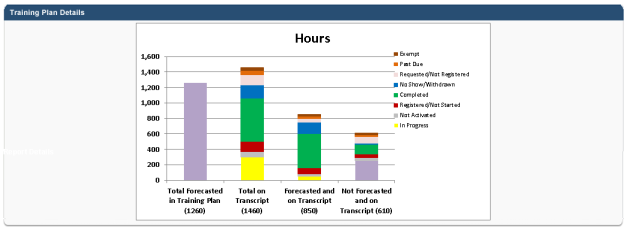 Training Plan Details
Hours
1,600
1,400
1,200
1,000
800
600
400
200
0
Exempt
Past Due
Requested/Not Registered
No Show/Withdrawn
Completed
Registered/Not Started
Not Activated
In Progress
Total Forecasted
in Training Plan
(1260)
Total on
Transcript
(1460)
Forecasted and
on Transcript
(850)
Not Forecasted
and on
Transcript (610)